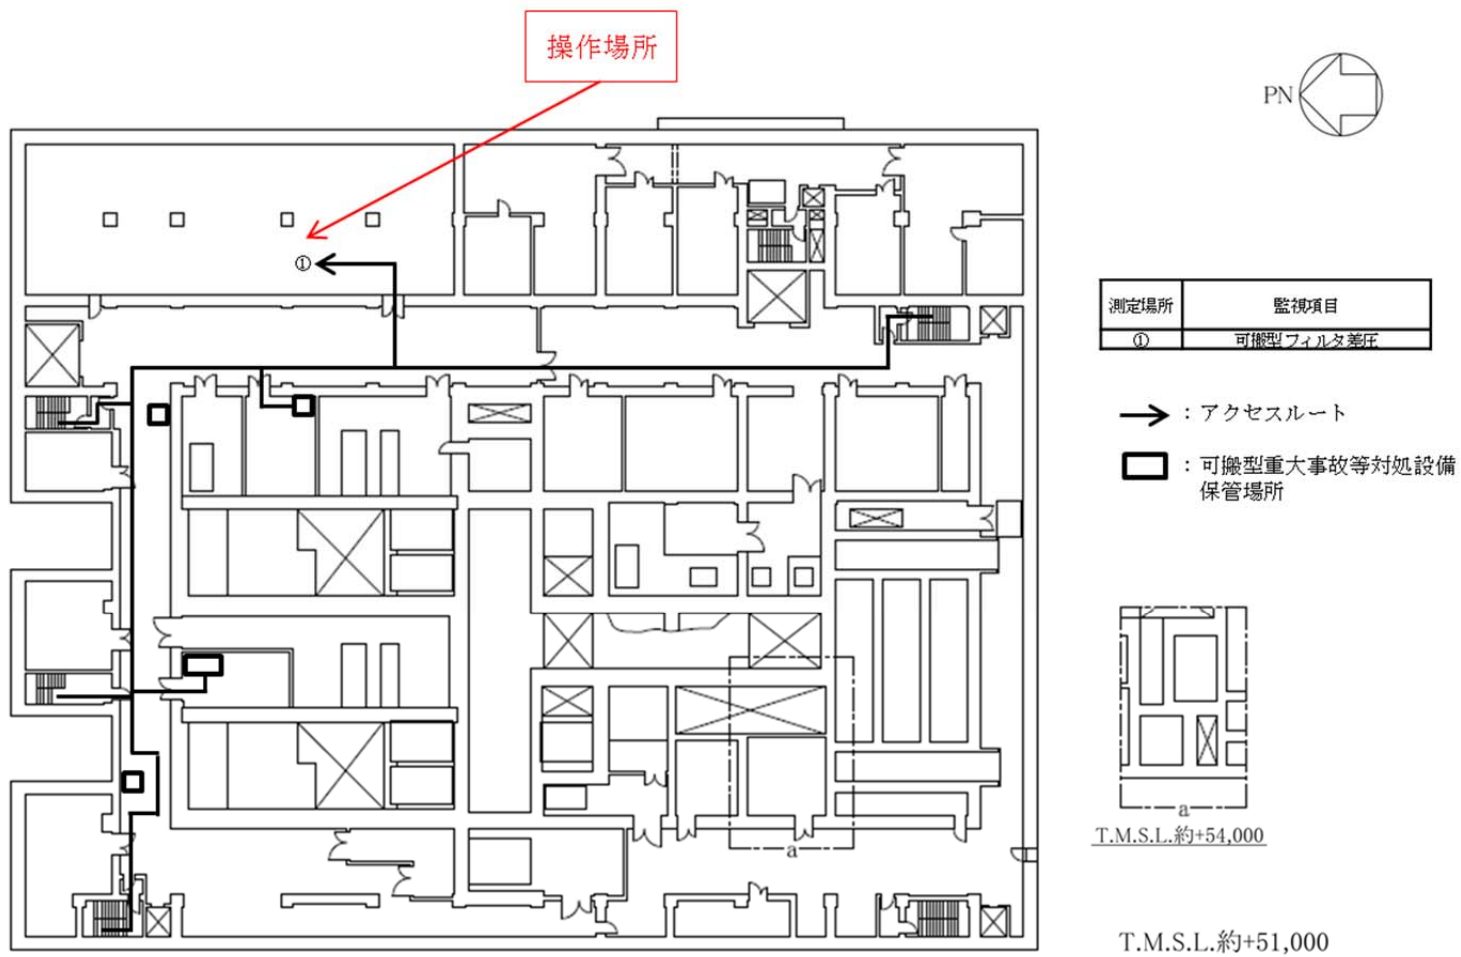 操作場所
PN
①
測定場所 監視項目
① 可搬型フィルタ差圧
：アクセスルート
：可搬型重大事故等対処設備
保管場所
a
T.M.S.L.約+54,000
a
T.M.S.L.約+51,000